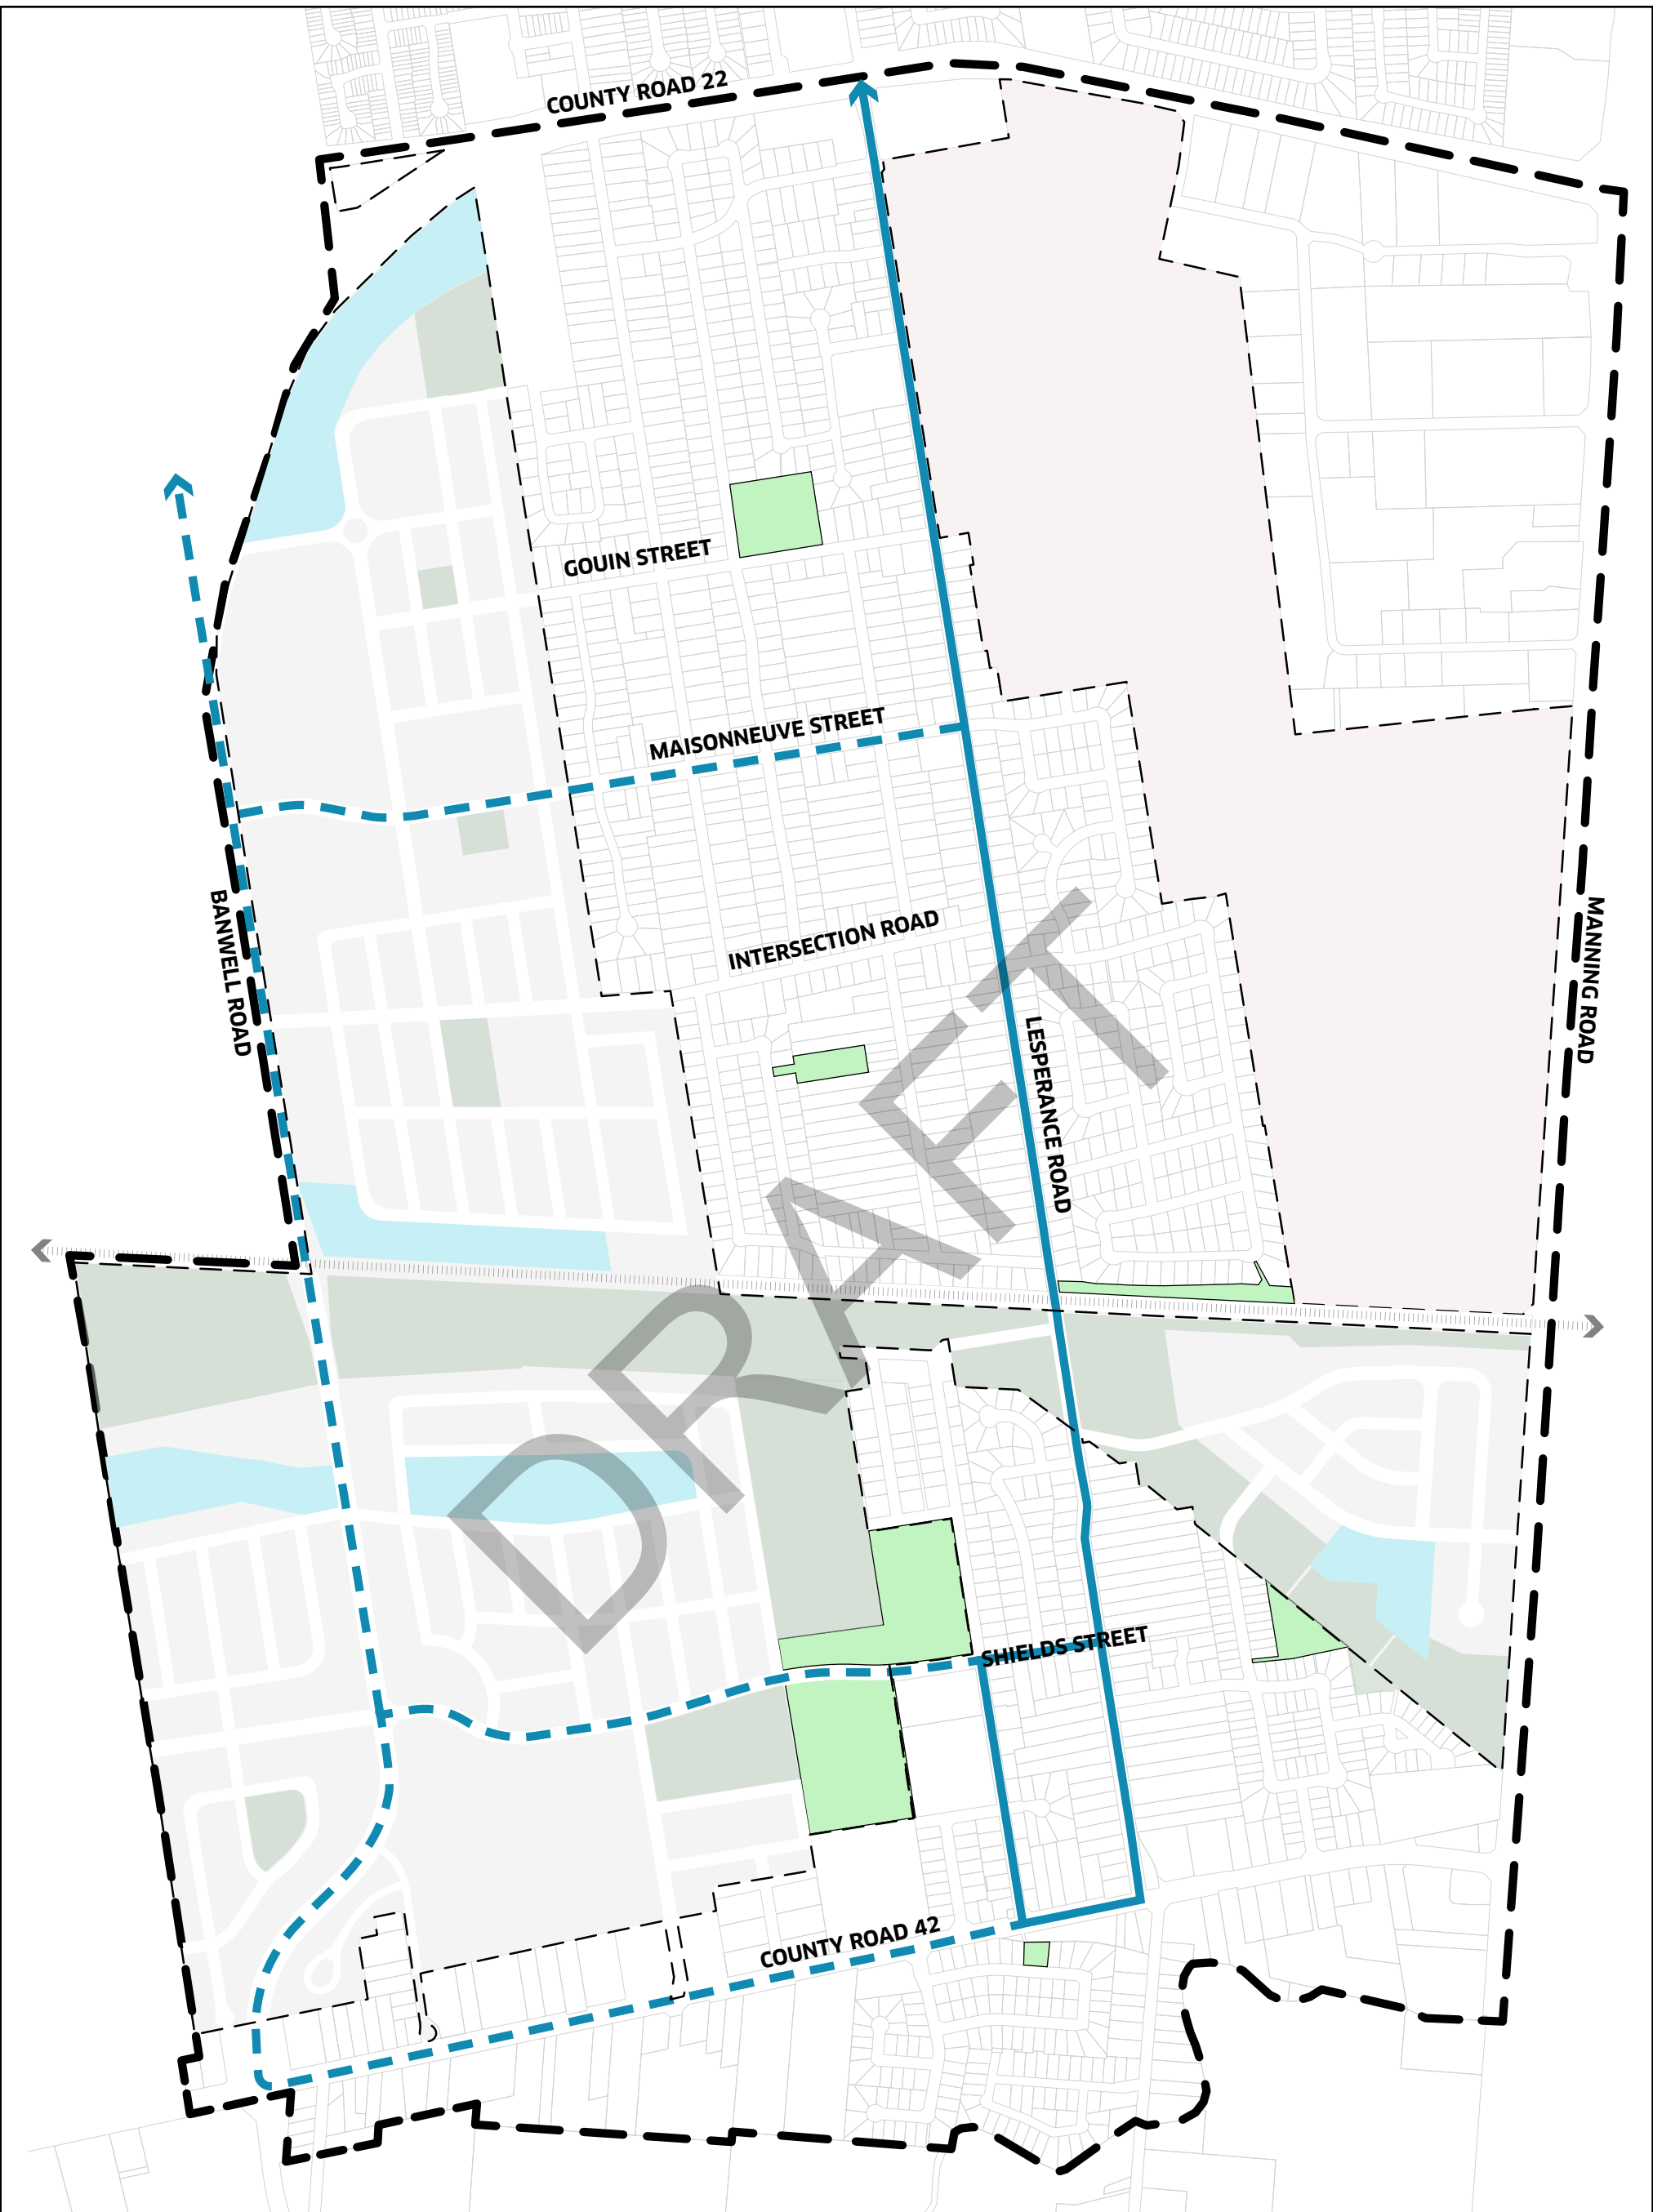 COUNTY ROAD 22
GOUIN STREET
MAISONNEUVE STREET
BANWELL ROAD
INTERSECTION ROAD
MANNING ROAD
LESPERANCE ROAD
DRAFT
SHIELDS STREET
COUNTY ROAD 42